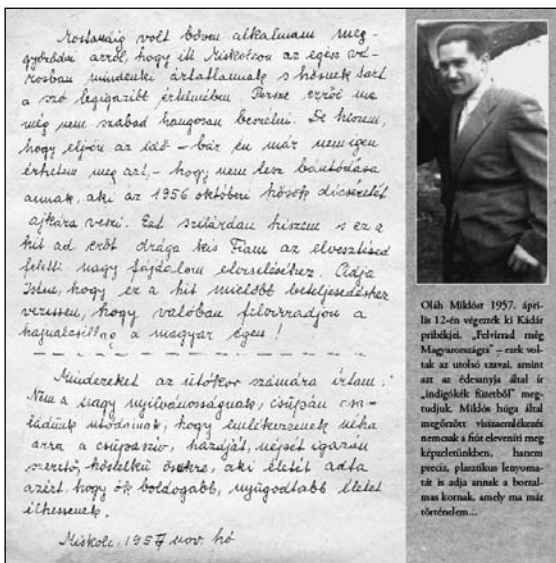 Mostanáig volt bőven alkalmam meg-
győződni arról, hogy itt Miskolcon az egész vá-
rosban mindenki ártatlannak s hősnek tart
a szó legigazibb értelmében. Persze erről ma
még nem szabad hangosan beszélni. De hiszem,
hogy eljön az idő – bár én már nem igen
érhetem meg azt, – hogy nem lesz bántódása
annak, aki az 1956 októberi hősök dicséretét
ajkára veszi. Ezt szilárdan hiszem s ez a
hit ad erőt drága kis Fiam az elvesztésed
feletti nagy fájdalom elviseléséhez. Adja
Isten, hogy ez a hit mielőbb beteljesedéshez
vezessen, hogy valóban felvirradjon a
hajnalcsillag a magyar égen!
Mindezeket az utókor számára írtam.
Nem a nagy nyilvánosságnak, csupán csa-
ládunk utódainak, hogy emlékezzenek néha
arra a csupaszív, hazáját, népét igazán
szerető, hőslelkű ősükre, aki életét adta
azért, hogy ők boldogabb, nyugodtabb életet
élhessenek.
Miskolc, 1957 nov. hó
Oláh Miklóst 1957. ápri-
lis 12-én végezték ki Kádár
pribékjei. „Felvirrad még
Magyarországra" – ezek vol-
tak az utolsó szavai, amint
azt az édesanyja által ír
„indigókék füzetből" meg-
tudjuk. Miklós húga által
megőrzött visszaemlékezés
nemcsak a fiút eleveníti meg
képzeletünkben, hanem
precíz, plasztikus lenyoma-
tát is adja annak a borzal-
mas kornak, amely ma már
történelem...